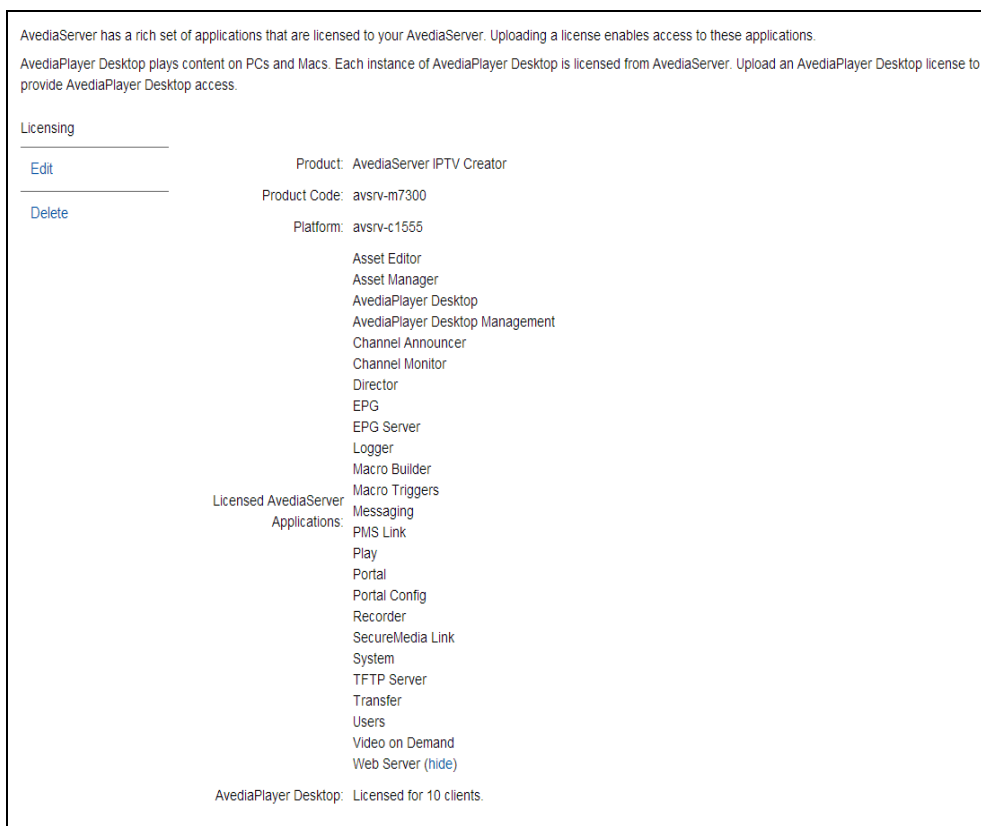 AvediaServer has a rich set of applications that are licensed to your AvediaServer. Uploading a license enables access to these applications.
AvediaPlayer Desktop plays content on PCs and Macs. Each instance of AvediaPlayer Desktop is licensed from AvediaServer. Upload an AvediaPlayer Desktop license to
provide AvediaPlayer Desktop access.
Licensing
Edit
Delete
Product: AvediaServer IPTV Creator
Product Code: avsrv-m7300
Platform: avsrv-c1555
Licensed AvediaServer
Applications:
Asset Editor
Asset Manager
AvediaPlayer Desktop
AvediaPlayer Desktop Management
Channel Announcer
Channel Monitor
Director
EPG
EPG Server
Logger
Macro Builder
Macro Triggers
Messaging
PMS Link
Play
Portal
Portal Config
Recorder
SecureMedia Link
System
TFTP Server
Transfer
Users
Video on Demand
Web Server (hide)
AvediaPlayer Desktop: Licensed for 10 clients.